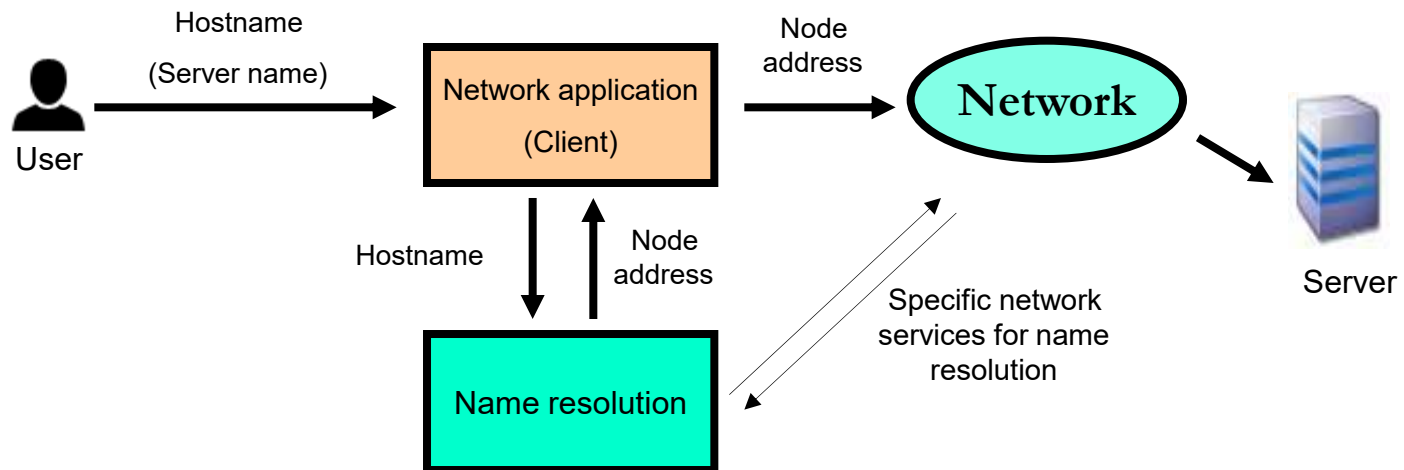 Hostname
(Server name)
User
Network application
(Client)
Node
address
Network
Server
Hostname
Node
address
Specific network
services for name
resolution
Name resolution